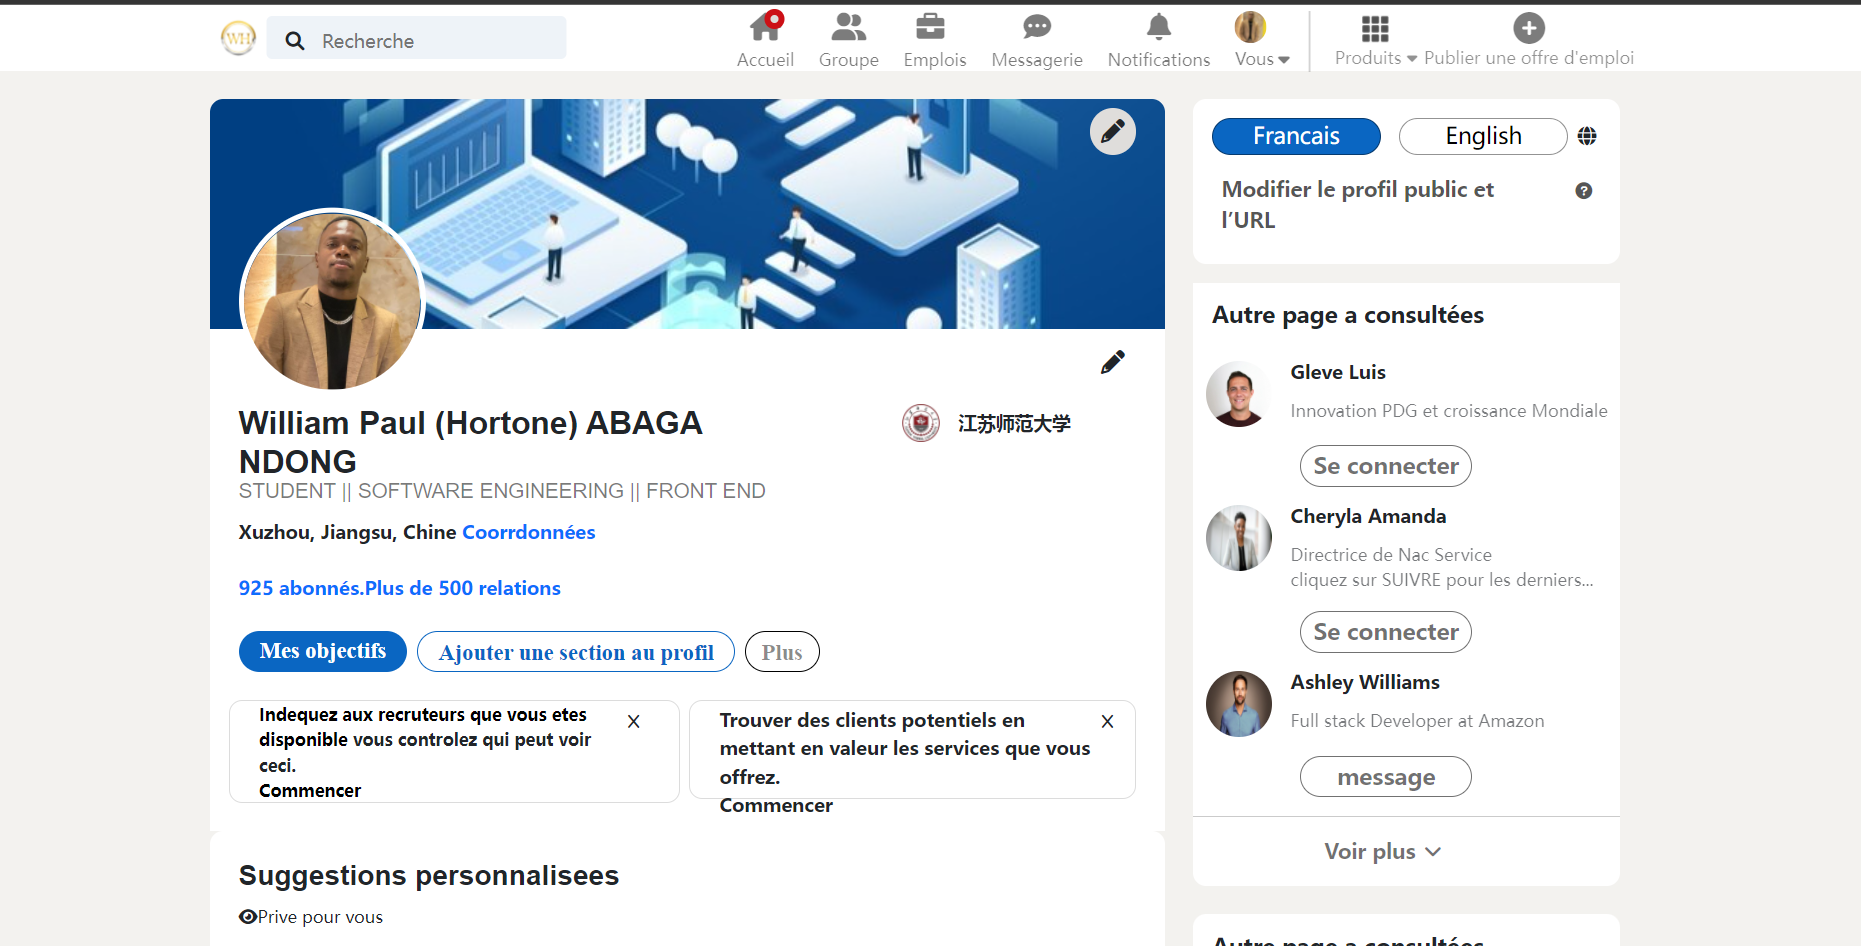 WH
Recherche
Accueil
Groupe
Emplois
Messagerie
Notifications
Vous
Produits
Publier une offre d'emploi
William Paul (Hortone) ABAGA
NDONG
江苏师范大学
STUDENT || SOFTWARE ENGINEERING || FRONT END
Xuzhou, Jiangsu, Chine Coorrdonnées
925 abonnés.Plus de 500 relations
Mes objectifs
Ajouter une section au profil
Plus
Indequez aux recruteurs que vous etes
disponible vous controlez qui peut voir
ceci.
Commencer
X
Trouver des clients potentiels en
mettant en valeur les services que vous
offrez.
Commencer
X
Suggestions personnalisees
Prive pour vous
Francais
English
Modifier le profil public et
l’URL
Autre page a consultées
Gleve Luis
Innovation PDG et croissance Mondiale
Se connecter
Cheryla Amanda
Directrice de Nac Service
cliquez sur SUIVRE pour les derniers...
Se connecter
Ashley Williams
Full stack Developer at Amazon
message
Voir plus
Autre page a consultées